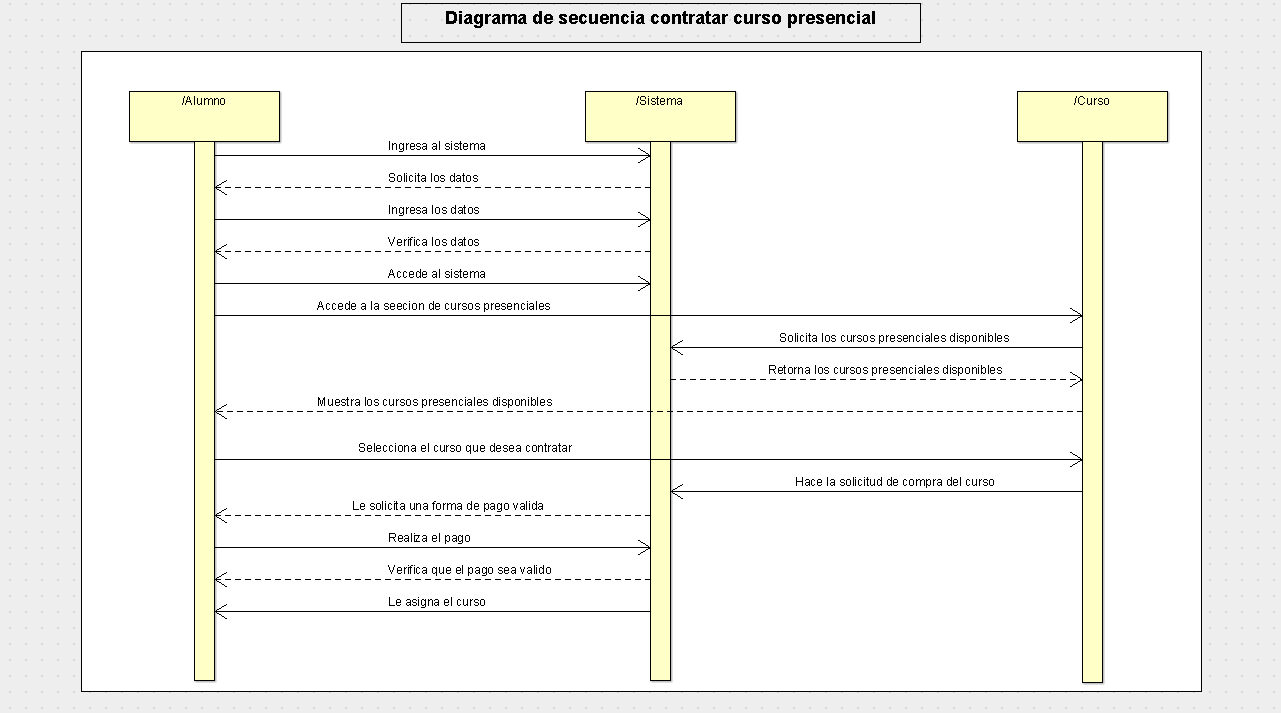 Diagrama de secuencia contratar curso presencial
/Alumno
/Sistema
/Curso
Ingresa al sistema
Solicita los datos
Ingresa los datos
Verifica los datos
Accede al sistema
Accede a la seecion de cursos presenciales
Solicita los cursos presenciales disponibles
Retorna los cursos presenciales disponibles
Muestra los cursos presenciales disponibles
Selecciona el curso que desea contratar
Hace la solicitud de compra del curso
Le solicita una forma de pago valida
Realiza el pago
Verifica que el pago sea valido
Le asigna el curso